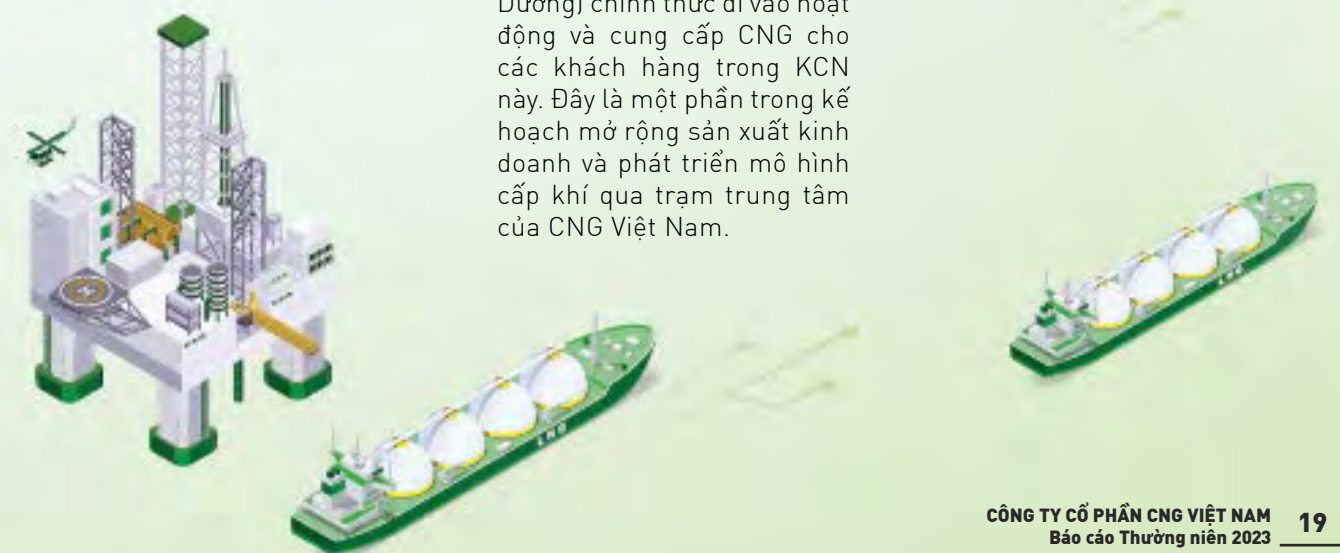 Dương) chính thức đi vào hoạt
động và cung cấp CNG cho
các khách hàng trong KCN
này. Đây là một phần trong kế
hoạch mở rộng sản xuất kinh
doanh và phát triển mô hình
cấp khí qua trạm trung tâm
của CNG Việt Nam.
LNG
LNG
CÔNG TY CỔ PHẦN CNG VIỆT NAM
Báo cáo Thường niên 2023
19